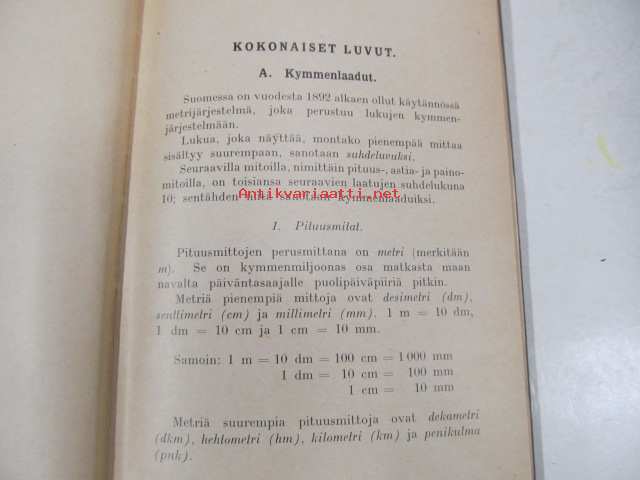 KOKONAISET LUVUT.
A. Kymmenlaadut.
Suomessa on vuodesta 1892 alkaen ollut käytännössä
metrijärjestelmä, joka perustuu lukujen kymmen-
järjestelmään.
Lukua, joka näyttää, montako pienempää mittaa
sisältyy suurempaan, sanotaan suhdeluvuksi.
Seuraavilla mitoilla, nimittäin pituus-, astia- ja paino-
mitoilla, on toisiansa seuraavien laatujen suhdelukuna
Antikvariaatti.net
10; sentähden niitä sanotaan kymmenlaaduiksi.
1. Pituusmitat.
Pituusmittojen perusmittana on metri (merkitään
m). Se on kymmenmiljoonas osa matkasta maan
navalta päiväntasaajalle puolipäiväpiiriä pitkin.
Metriä pienempiä mittoja ovat desimetri (dm),
senttimetri (cm) ja millimetri (mm). 1 m = 10 dm,
1 dm = 10 cm ja 1 cm = 10 mm.
Samoin: 1 m = 10 dm = 100 cm = 1 000 mm
1 dm = 10 cm = 100 mm
1 cm = 10 mm
Metriä suurempia pituusmittoja ovat dekametri
(dkm), hehtometri (hm), kilometri (km) ja penikulma
(pnk).